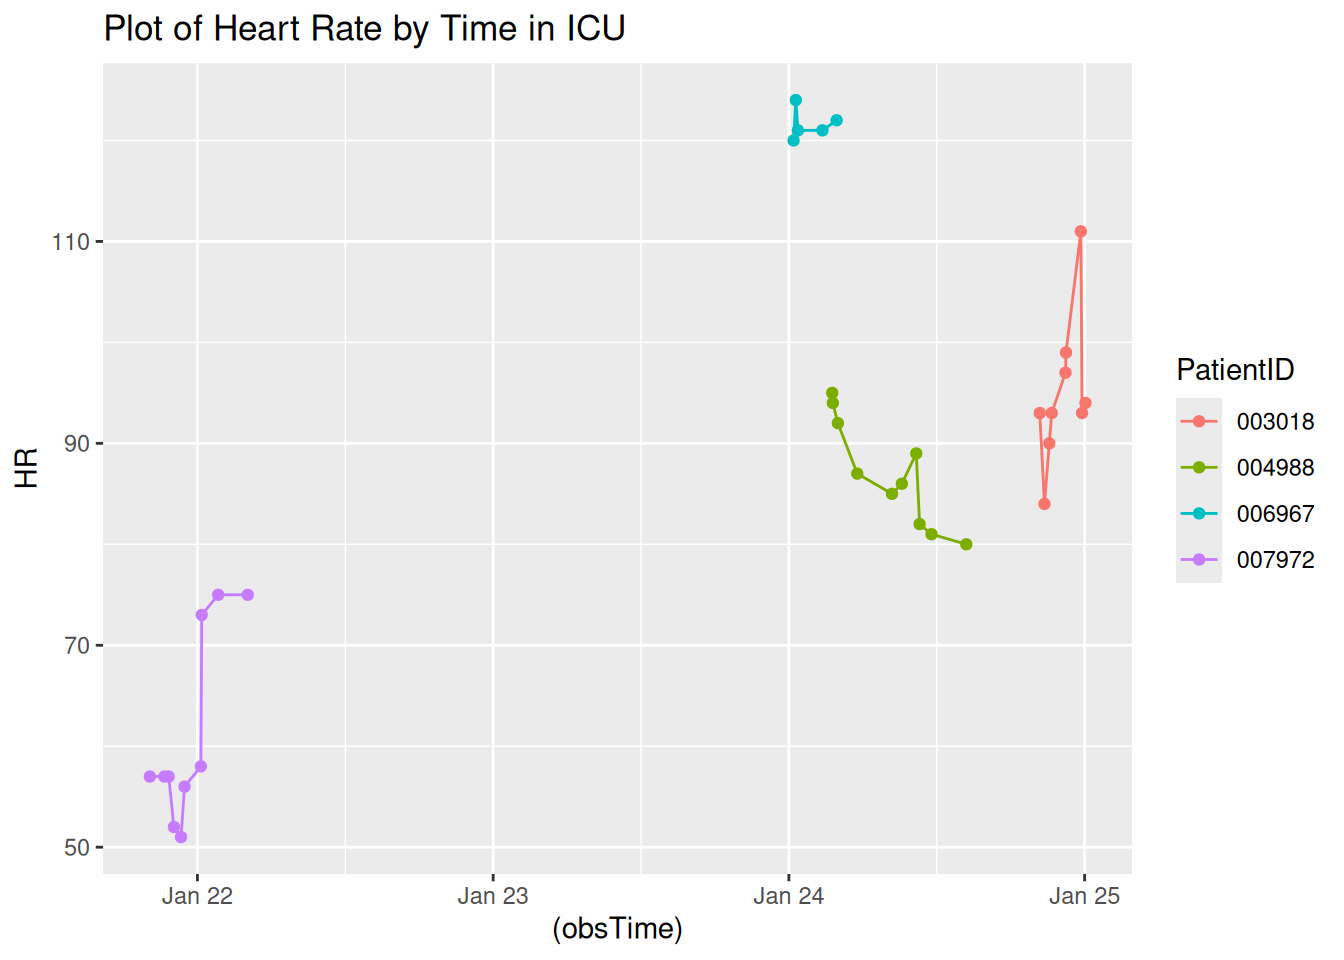 Plot of Heart Rate by Time in ICU
110
90
70
50
HR
Jan 22
Jan 23
Jan 24
Jan 25
(obsTime)
PatientID
003018
004988
006967
007972